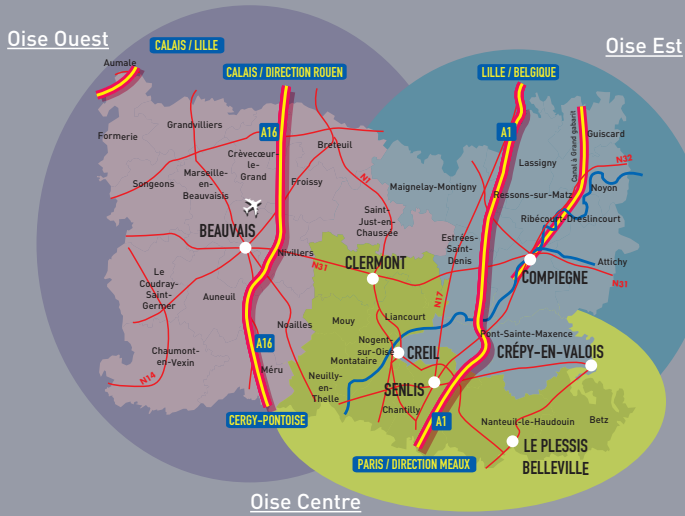 Oise Ouest
CALAIS / LILLE
Oise Est
Aumale
CALAIS / DIRECTION ROUEN
LILLE / BELGIQUE
Grandvilliers
A16
A1
Formerie
Breteuil
Guiscard
Canal à Grand gabarit
Crèvecœur-
le-
Grand
Lassigny
N32
Marseille-
en-
Beauvaisis
Songeons
Froissy
N1
Maignelay-Montigny
Ressons-sur-Matz
Noyon
Saint-
Just-en-
Chaussée
Ribécourt-Dreslincourt
BEAUVAIS
Estrées-
Saint-
Denis
Nivillers
N31
CLERMONT
Attichy
Le
Coudray-
Saint-
Germer
COMPIEGNE
N31
Auneuil
N17
Noailles
Mouy
Liancourt
A16
Pont-Sainte-Maxence
Chaumont-
en-Vexin
Nogent-
sur-Oise
CREIL
CRÉPY-EN-VALOIS
Montataire
N14
Méru
Neuilly-
en-
Thelle
SENLIS
Chantilly
CERGY-PONTOISE
A1
Nanteuil-le-Haudouin
Betz
LE PLESSIS
BELLEVILLE
PARIS / DIRECTION MEAUX
Oise Centre